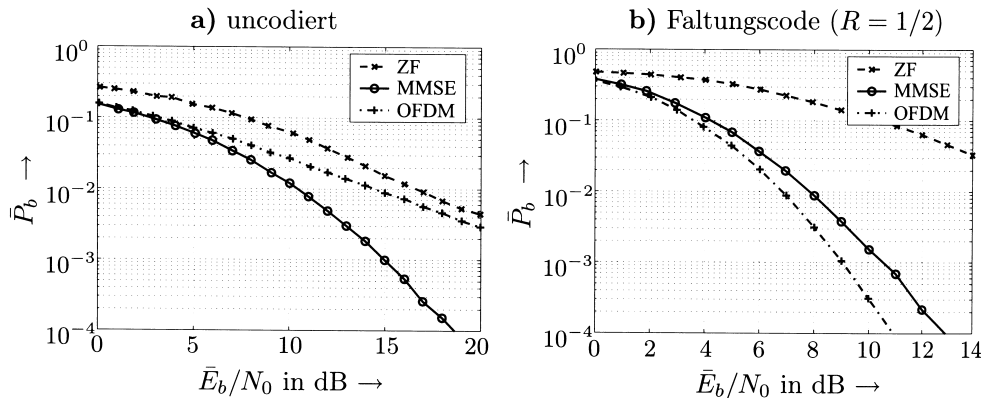 a) uncodiert
10^0
10^-1
10^-2
10^-3
10^-4
P̄_b →
ZF
MMSE
OFDM
0 5 10 15 20
Ē_b/N_0 in dB →
b) Faltungscode (R = 1/2)
10^0
10^-1
10^-2
10^-3
10^-4
P̄_b →
ZF
MMSE
OFDM
0 2 4 6 8 10 12 14
Ē_b/N_0 in dB →